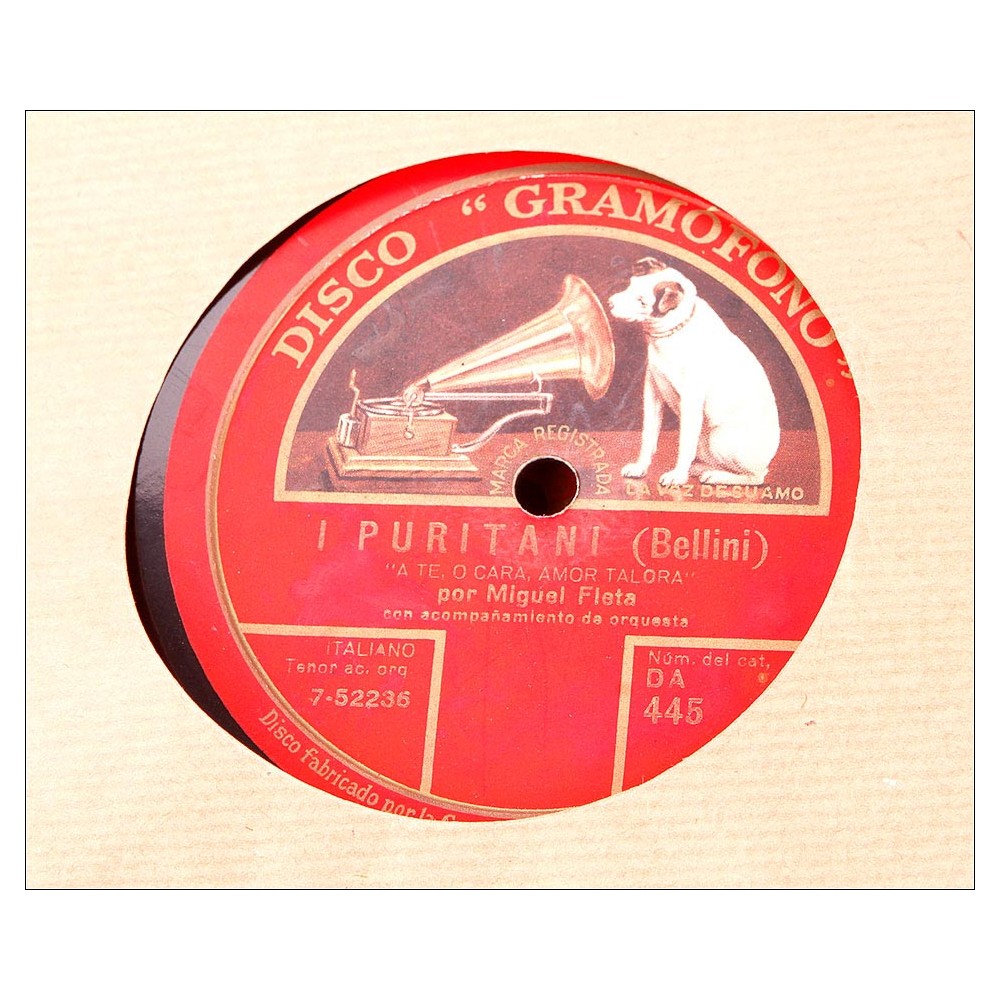 DISCO “GRAMÓFONO”
MARCA REGISTRADA
LA VOZ DE SU AMO
I PURITANI (Bellini)
"A TE, O CARA, AMOR TALORA"
por Miguel Fleta
con acompañamiento de orquesta
ITALIANO
Tenor ac. orq
7-52236
Núm. del cat,
DA
445
Disco fabricado por la